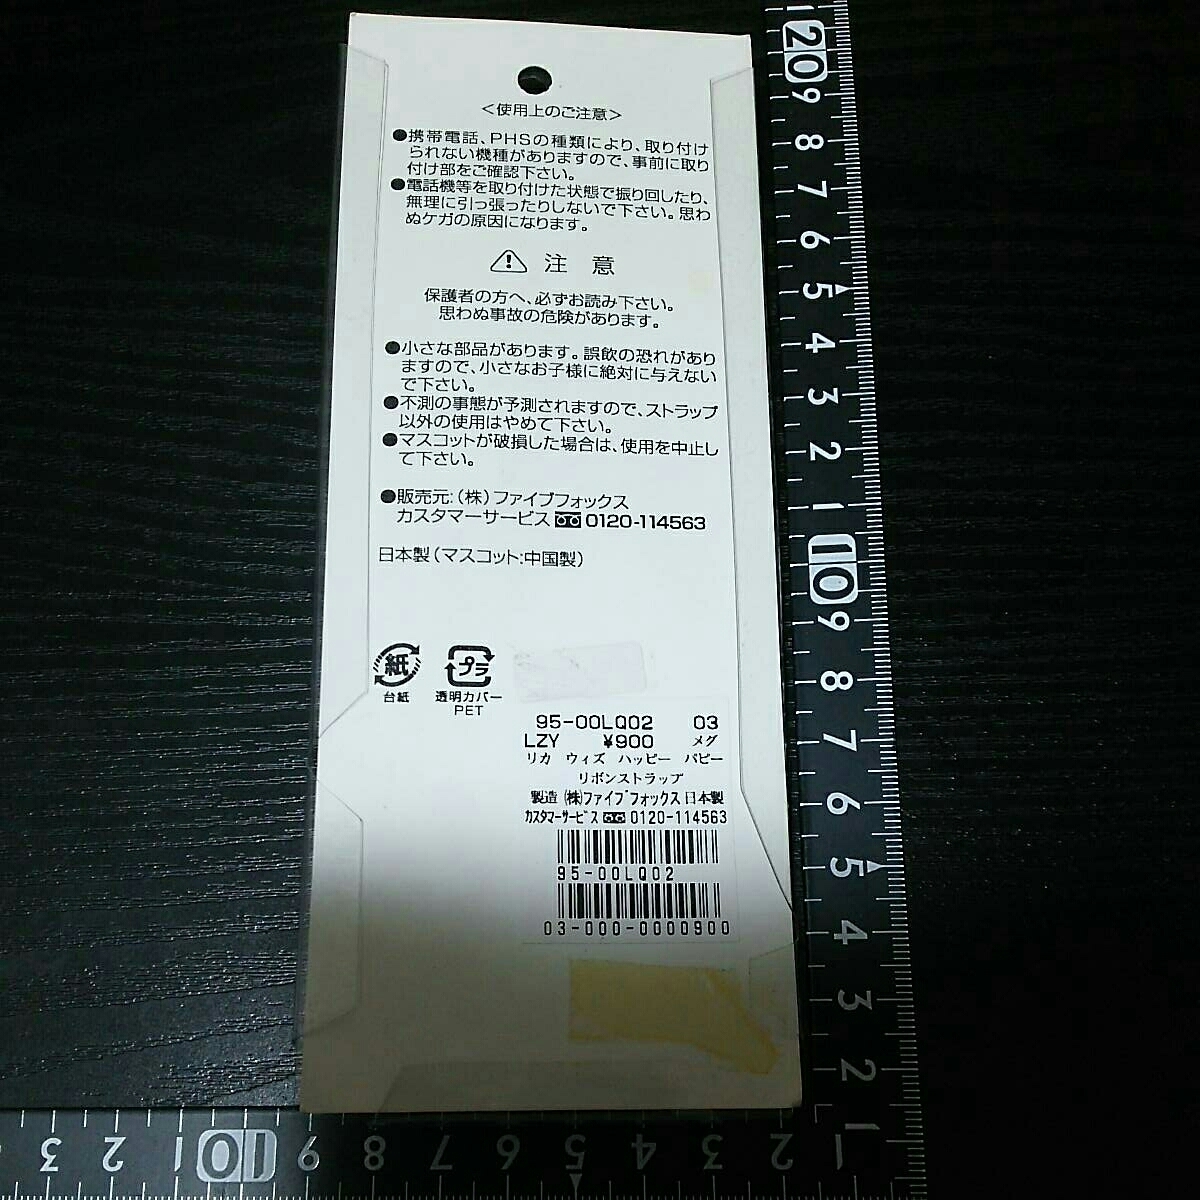 <使用上のご注意>
●携帯電話、PHSの種類により、取り付け
られない機種がありますので、事前に取り
付け部をご確認下さい。
●電話機等を取り付けた状態で振り回したり、
無理に引っ張ったりしないで下さい。思わ
ぬケガの原因になります。
注 意
保護者の方へ、必ずお読み下さい。
思わぬ事故の危険があります。
●小さな部品があります。誤飲の恐れがあり
ますので、小さなお子様に絶対に与えない
で下さい。
●不測の事態が予測されますので、ストラップ
以外の使用はやめて下さい。
●マスコットが破損した場合は、使用を中止し
て下さい。
●販売元:(株)ファイブフォックス
カスタマーサービス 0120-114563
日本製(マスコット:中国製)
紙 プラ
台紙 透明カバー
PET
95-00LQ02 03
LZY ¥900 メグ
リカ ウィズ ハッピー パピー
リボンストラップ
製造 (株)ファイブフォックス 日本製
カスタマーサービス 0120-114563
95-00LQ02
03-000-0000900
20 9 8 7 6 5 4 3 2 1 10 9 8 7 6 5 4 3 2 1
3 2 1 10 9 8 7 6 5 4 3 2 1